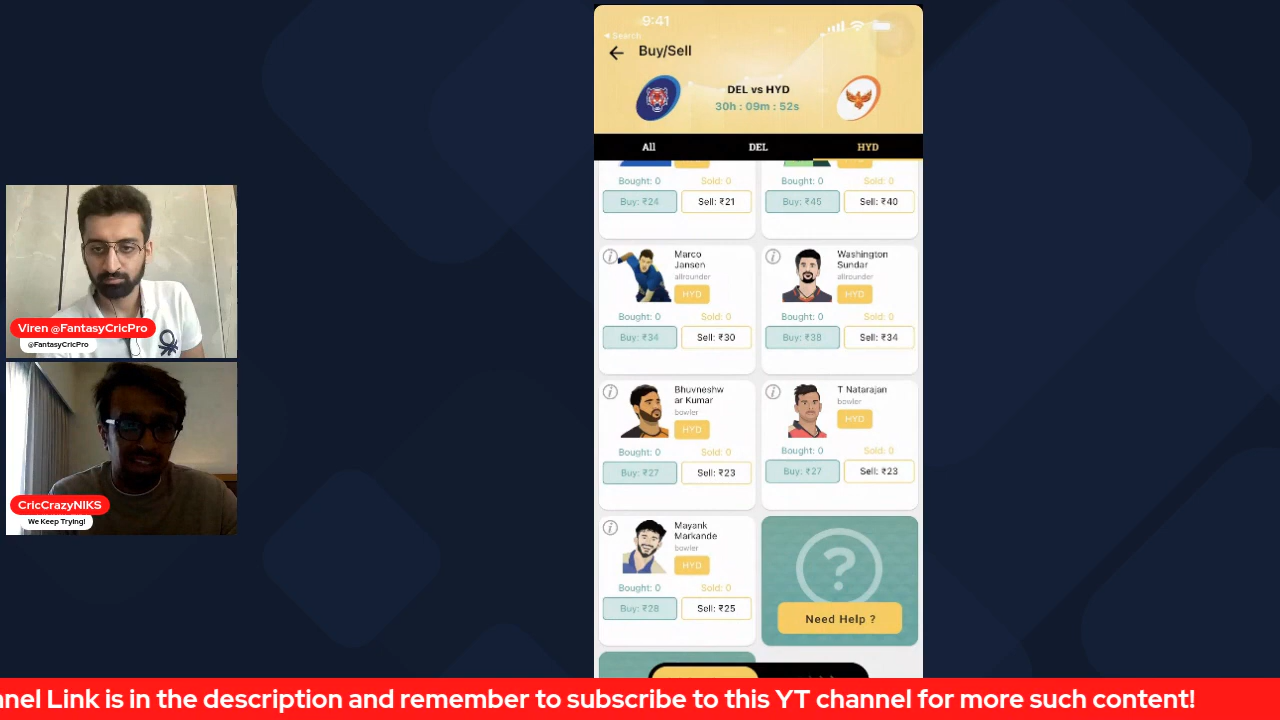 9:41
◄ Search
Buy/Sell
DEL vs HYD
30h : 09m : 52s
All
DEL
HYD
Bought: 0
Sold: 0
Buy: ₹24
Sell: ₹21
Bought: 0
Sold: 0
Buy: ₹45
Sell: ₹40
Marco
Jansen
allrounder
HYD
Bought: 0
Sold: 0
Buy: ₹34
Sell: ₹30
Washington
Sundar
allrounder
HYD
Bought: 0
Sold: 0
Buy: ₹38
Sell: ₹34
Bhuvneshw
ar Kumar
bowler
HYD
Bought: 0
Sold: 0
Buy: ₹27
Sell: ₹23
T Natarajan
bowler
HYD
Bought: 0
Sold: 0
Buy: ₹27
Sell: ₹23
Mayank
Markande
bowler
HYD
Bought: 0
Sold: 0
Buy: ₹28
Sell: ₹25
?
Need Help ?
Viren @FantasyCricPro
@FantasyCricPro
CricCrazyNIKS
We Keep Trying!
nnel Link is in the description and remember to subscribe to this YT channel for more such content!